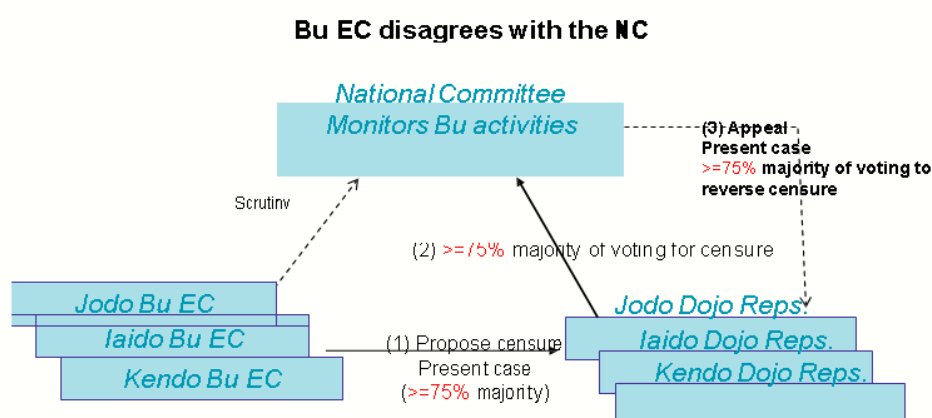 Bu EC disagrees with the NC
National Committee
Monitors Bu activities
(3) Appeal
Present case
>=75% majority of voting to
reverse censure
Scrutiny
(2) >=75% majority of voting for censure
Jodo Bu EC
Iaido Bu EC
Kendo Bu EC
(1) Propose censure
Present case
(>=75% majority)
Jodo Dojo Reps.
Iaido Dojo Reps.
Kendo Dojo Reps.